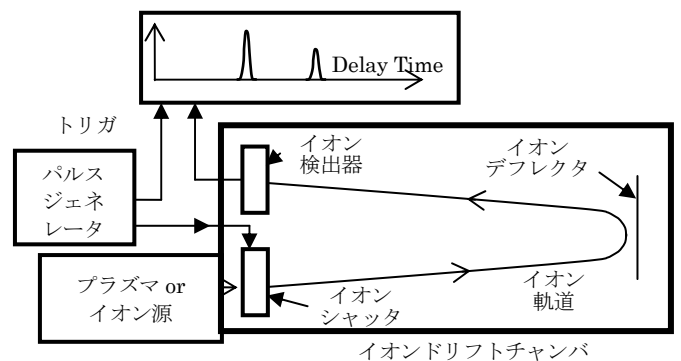 Delay Time
トリガ
パルス
ジェネ
レータ
イオン
検出器
イオン
デフレクタ
プラズマ or
イオン源
イオン
シャッタ
イオン
軌道
イオンドリフトチャンバ